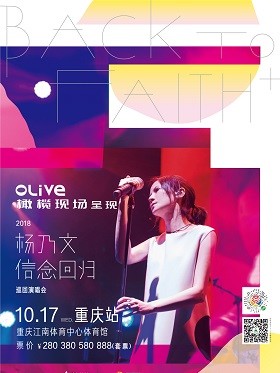 BACK TO
FAITH+
OLIVE
橄榄现场呈现
2018
杨乃文
信念回归
巡回演唱会
10.17 WED. 重庆站
重庆江南体育中心体育馆
票价 ¥ 280 380 580 888(套票)